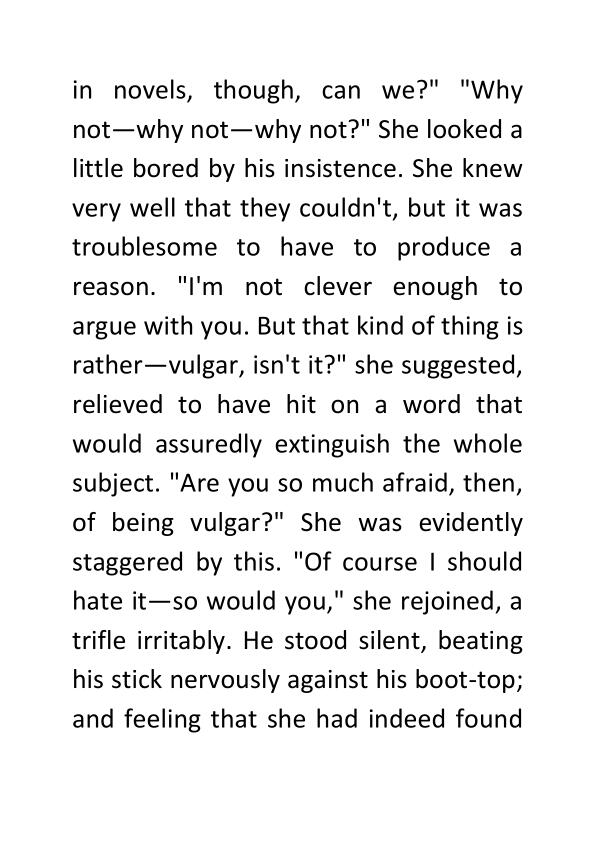 in novels, though, can we?" "Why
not—why not—why not?" She looked a
little bored by his insistence. She knew
very well that they couldn't, but it was
troublesome to have to produce a
reason. "I'm not clever enough to
argue with you. But that kind of thing is
rather—vulgar, isn't it?" she suggested,
relieved to have hit on a word that
would assuredly extinguish the whole
subject. "Are you so much afraid, then,
of being vulgar?" She was evidently
staggered by this. "Of course I should
hate it—so would you," she rejoined, a
trifle irritably. He stood silent, beating
his stick nervously against his boot-top;
and feeling that she had indeed found